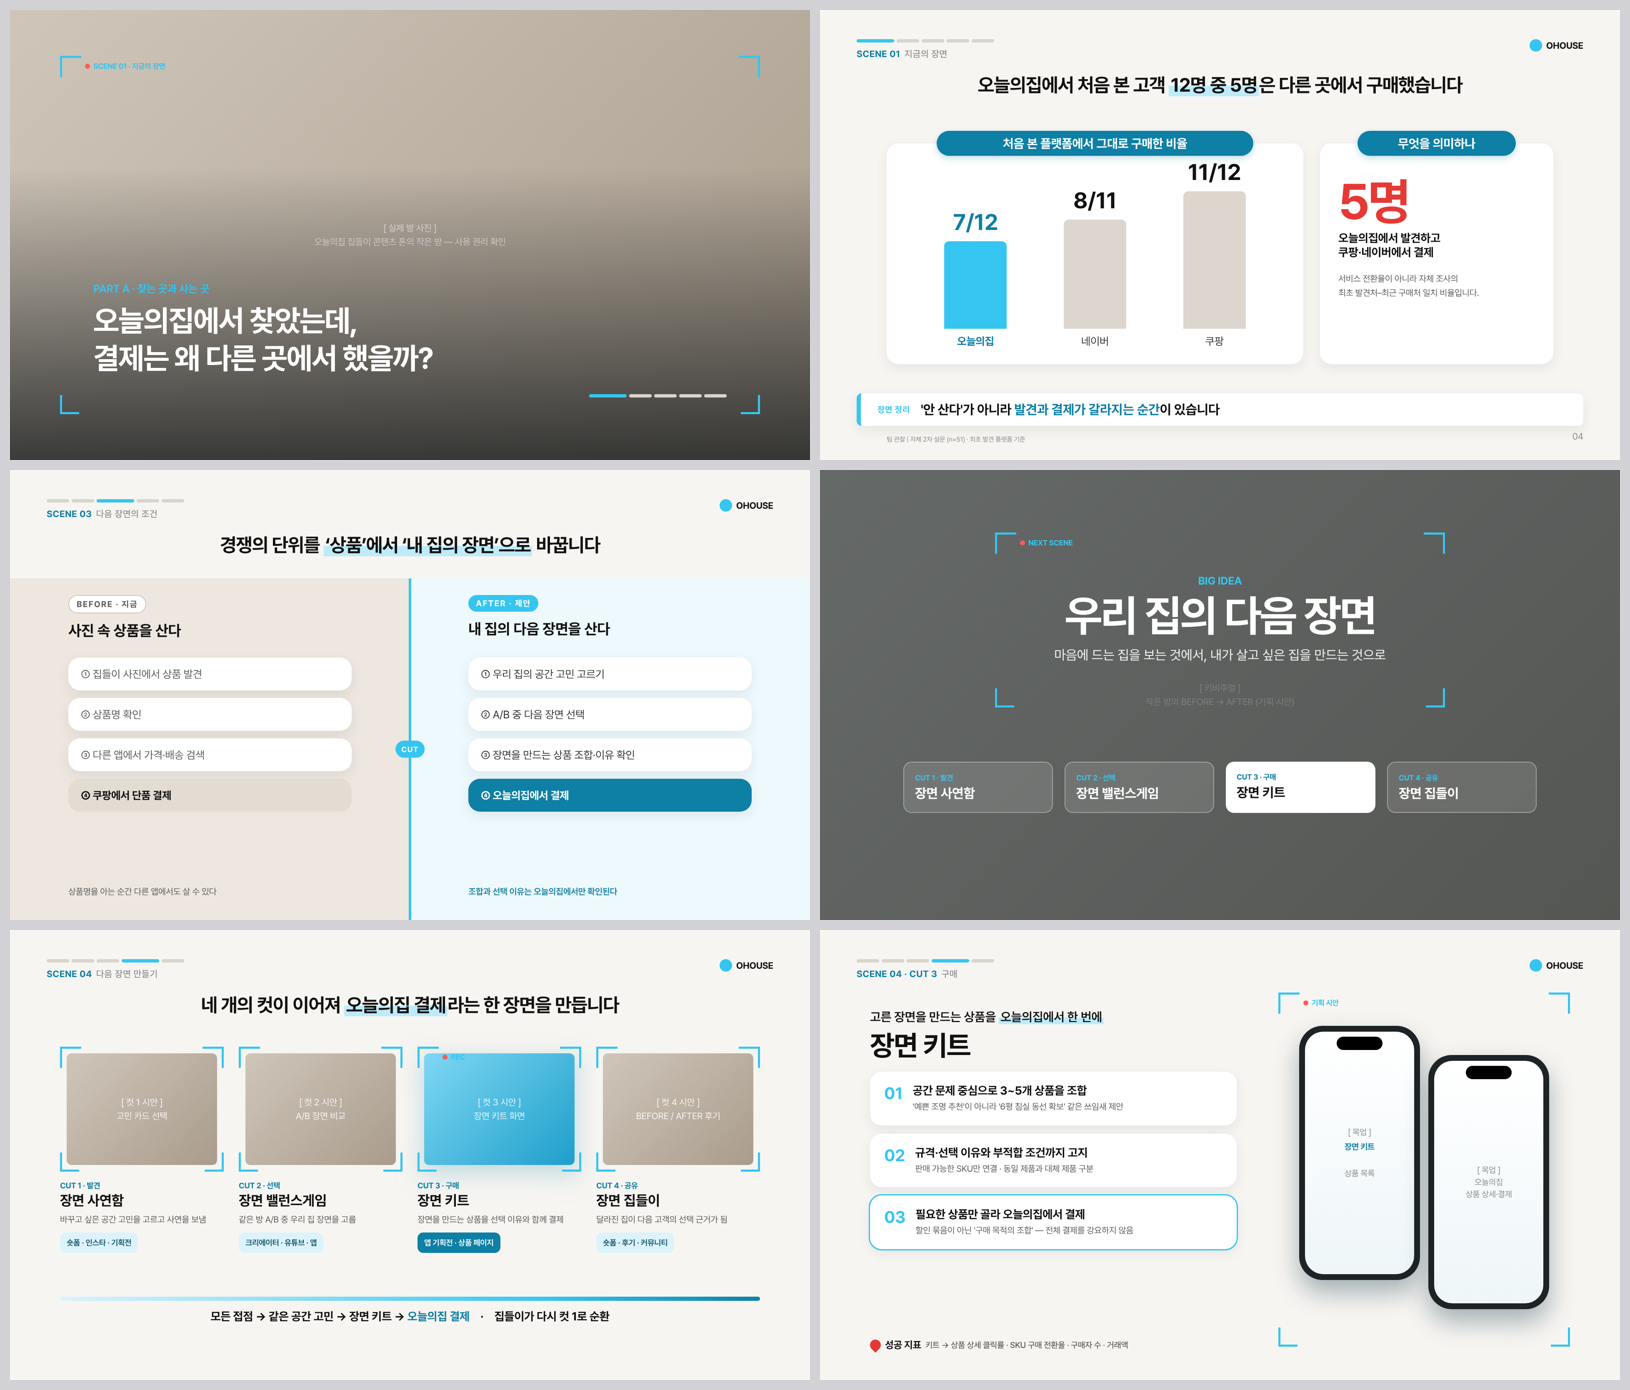 SCENE 01 · 지금의 장면
[ 실제 방 사진 ]
오늘의집 집들이 콘텐츠 톤의 작은 방 — 사용 권리 확인
PART A · 찾는 곳과 사는 곳
오늘의집에서 찾았는데,
결제는 왜 다른 곳에서 했을까?
SCENE 01 지금의 장면
OHOUSE
오늘의집에서 처음 본 고객 12명 중 5명은 다른 곳에서 구매했습니다
처음 본 플랫폼에서 그대로 구매한 비율
7/12
8/11
11/12
오늘의집
네이버
쿠팡
무엇을 의미하나
5명
오늘의집에서 발견하고
쿠팡·네이버에서 결제
서비스 전환율이 아니라 자체 조사의
최초 발견처–최근 구매처 일치 비율입니다.
장면 정리 '안 산다'가 아니라 발견과 결제가 갈라지는 순간이 있습니다
팀 관찰 | 자체 2차 설문 (n=51) · 최초 발견 플랫폼 기준
04
SCENE 03 다음 장면의 조건
OHOUSE
경쟁의 단위를 ‘상품’에서 ‘내 집의 장면’으로 바꿉니다
BEFORE · 지금
사진 속 상품을 산다
① 집들이 사진에서 상품 발견
② 상품명 확인
③ 다른 앱에서 가격·배송 검색
④ 쿠팡에서 단품 결제
상품명을 아는 순간 다른 앱에서도 살 수 있다
CUT
AFTER · 제안
내 집의 다음 장면을 산다
① 우리 집의 공간 고민 고르기
② A/B 중 다음 장면 선택
③ 장면을 만드는 상품 조합·이유 확인
④ 오늘의집에서 결제
조합과 선택 이유는 오늘의집에서만 확인된다
NEXT SCENE
BIG IDEA
우리 집의 다음 장면
마음에 드는 집을 보는 것에서, 내가 살고 싶은 집을 만드는 것으로
[ 키비주얼 ]
작은 방의 BEFORE → AFTER (기획 시안)
CUT 1 · 발견
장면 사연함
CUT 2 · 선택
장면 밸런스게임
CUT 3 · 구매
장면 키트
CUT 4 · 공유
장면 집들이
SCENE 04 다음 장면 만들기
OHOUSE
네 개의 컷이 이어져 오늘의집 결제라는 한 장면을 만듭니다
[ 컷 1 시안 ]
고민 카드 선택
CUT 1 · 발견
장면 사연함
바꾸고 싶은 공간 고민을 고르고 사연을 보냄
숏폼 · 인스타 · 기획전
[ 컷 2 시안 ]
A/B 장면 비교
CUT 2 · 선택
장면 밸런스게임
같은 방 A/B 중 우리 집 장면을 고름
크리에이터 · 유튜브 · 앱
REC
[ 컷 3 시안 ]
장면 키트 화면
CUT 3 · 구매
장면 키트
장면을 만드는 상품을 선택 이유와 함께 결제
앱 기획전 · 상품 페이지
[ 컷 4 시안 ]
BEFORE / AFTER 후기
CUT 4 · 공유
장면 집들이
달라진 집이 다음 고객의 선택 근거가 됨
숏폼 · 후기 · 커뮤니티
모든 접점 → 같은 공간 고민 → 장면 키트 → 오늘의집 결제 · 집들이가 다시 컷 1로 순환
SCENE 04 · CUT 3 구매
OHOUSE
고른 장면을 만드는 상품을 오늘의집에서 한 번에
장면 키트
01 공간 문제 중심으로 3~5개 상품을 조합
'예쁜 조명 추천'이 아니라 '6평 침실 동선 확보' 같은 쓰임새 제안
02 규격·선택 이유와 부적합 조건까지 고지
판매 가능한 SKU만 연결 · 동일 제품과 대체 제품 구분
03 필요한 상품만 골라 오늘의집에서 결제
할인 묶음이 아닌 '구매 목적의 조합' — 전체 결제를 강요하지 않음
성공 지표 키트 → 상품 상세 클릭률 · SKU 구매 전환율 · 구매자 수 · 거래액
기획 시안
[ 목업 ]
장면 키트
상품 목록
[ 목업 ]
오늘의집
상품 상세·결제